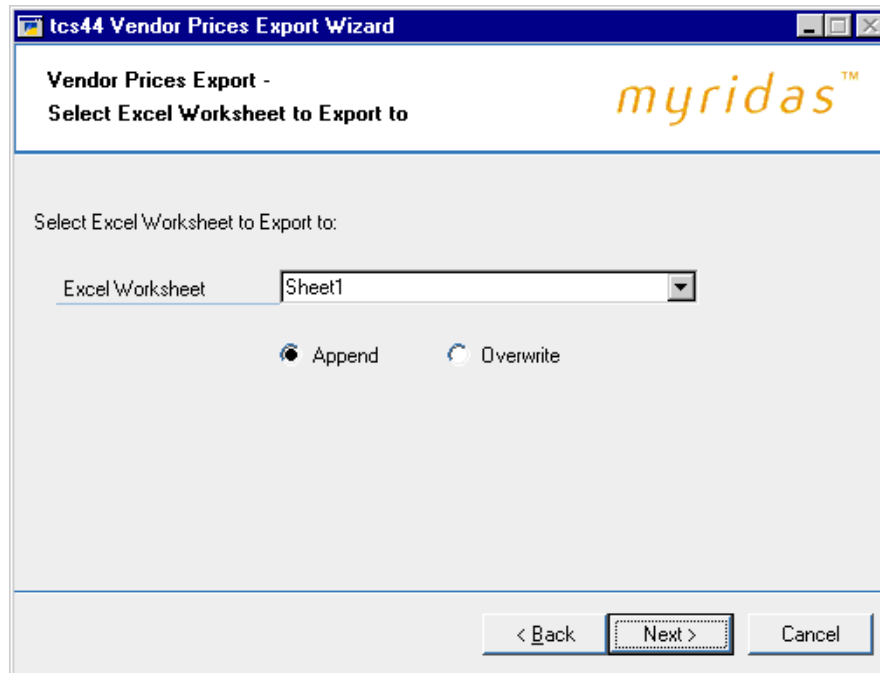 tcs44 Vendor Prices Export Wizard
Vendor Prices Export -
Select Excel Worksheet to Export to
myridas™
Select Excel Worksheet to Export to:
Excel Worksheet Sheet1
Append Overwrite
< Back Next > Cancel